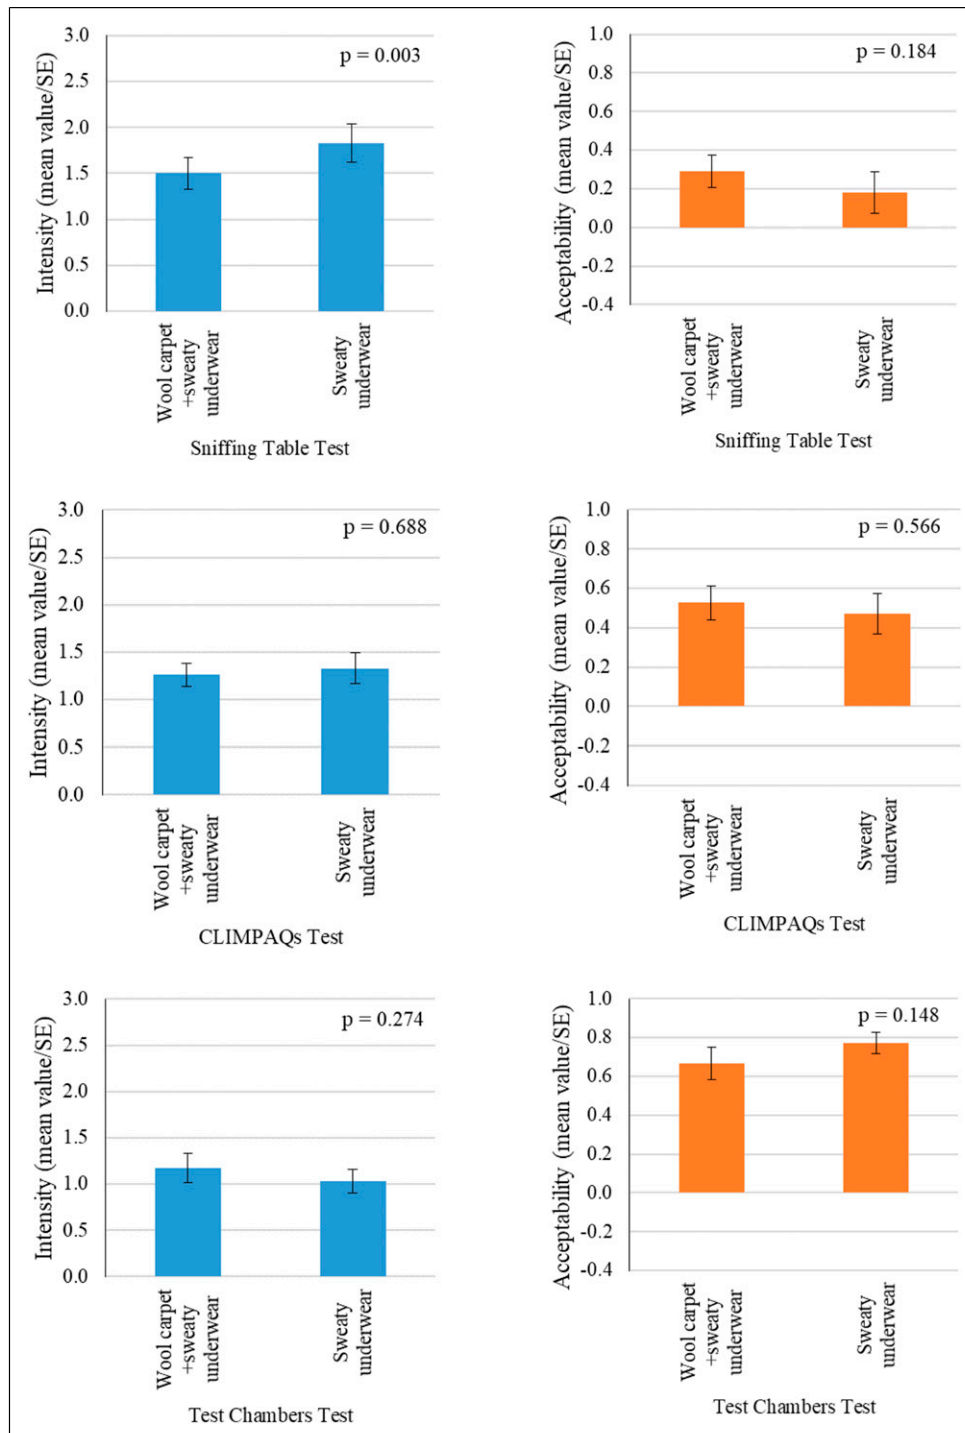 Intensity (mean value/SE)
3.0
2.5
2.0
1.5
1.0
0.5
0.0
p = 0.003
Wool carpet
+sweaty
underwear
Sweaty
underwear
Sniffing Table Test
Acceptability (mean value/SE)
1.0
0.8
0.6
0.4
0.2
0.0
-0.2
-0.4
p = 0.184
Wool carpet
+sweaty
underwear
Sweaty
underwear
Sniffing Table Test
Intensity (mean value/SE)
3.0
2.5
2.0
1.5
1.0
0.5
0.0
p = 0.688
Wool carpet
+sweaty
underwear
Sweaty
underwear
CLIMPAQs Test
Acceptability (mean value/SE)
1.0
0.8
0.6
0.4
0.2
0.0
-0.2
-0.4
p = 0.566
Wool carpet
+sweaty
underwear
Sweaty
underwear
CLIMPAQs Test
Intensity (mean value/SE)
3.0
2.5
2.0
1.5
1.0
0.5
0.0
p = 0.274
Wool carpet
+sweaty
underwear
Sweaty
underwear
Test Chambers Test
Acceptability (mean value/SE)
1.0
0.8
0.6
0.4
0.2
0.0
-0.2
-0.4
p = 0.148
Wool carpet
+sweaty
underwear
Sweaty
underwear
Test Chambers Test